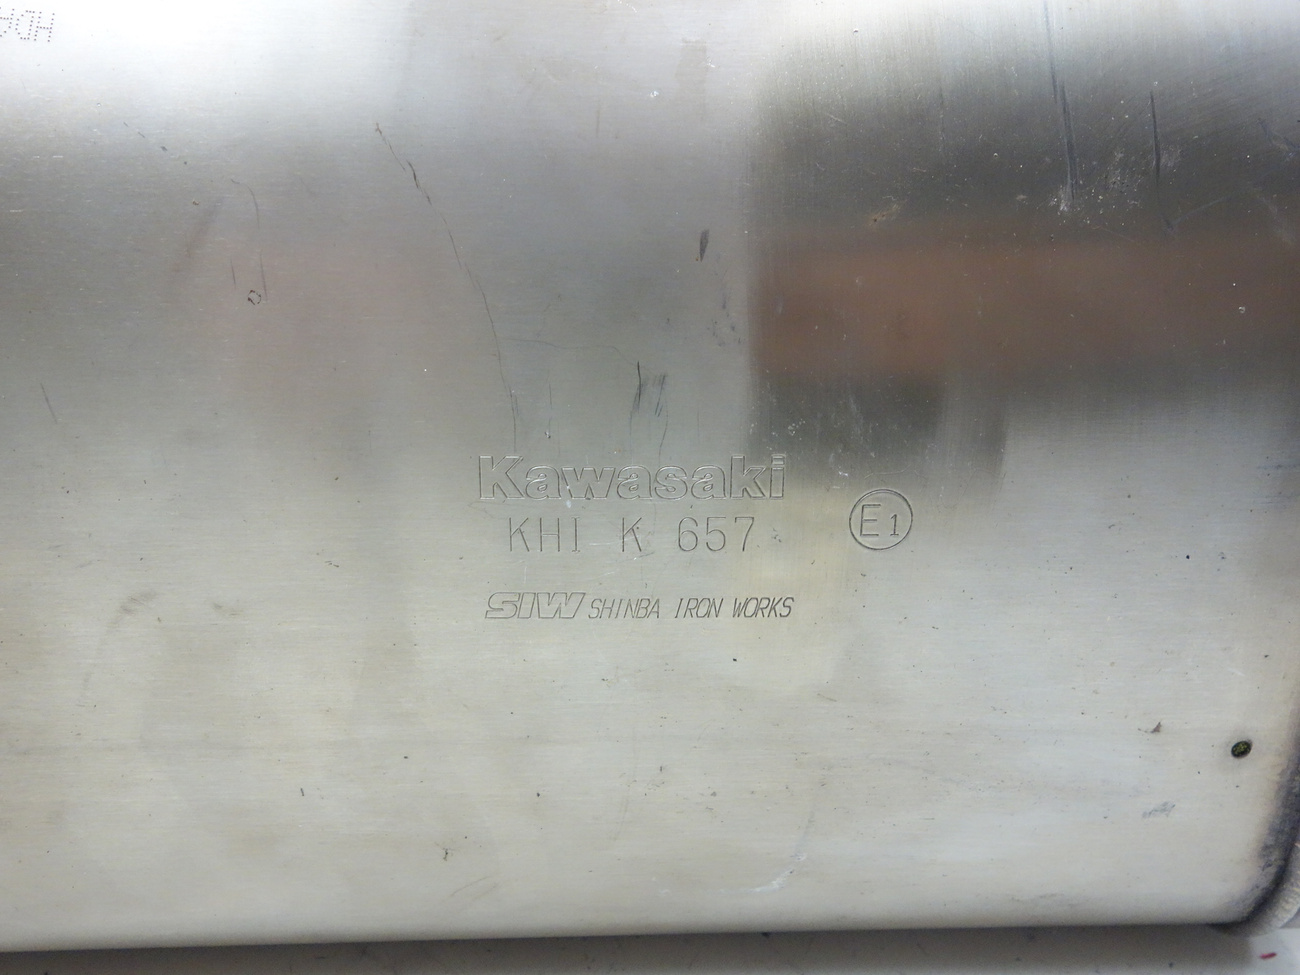 Kawasaki
KHI K 657
E1
SIW SHINBA IRON WORKS